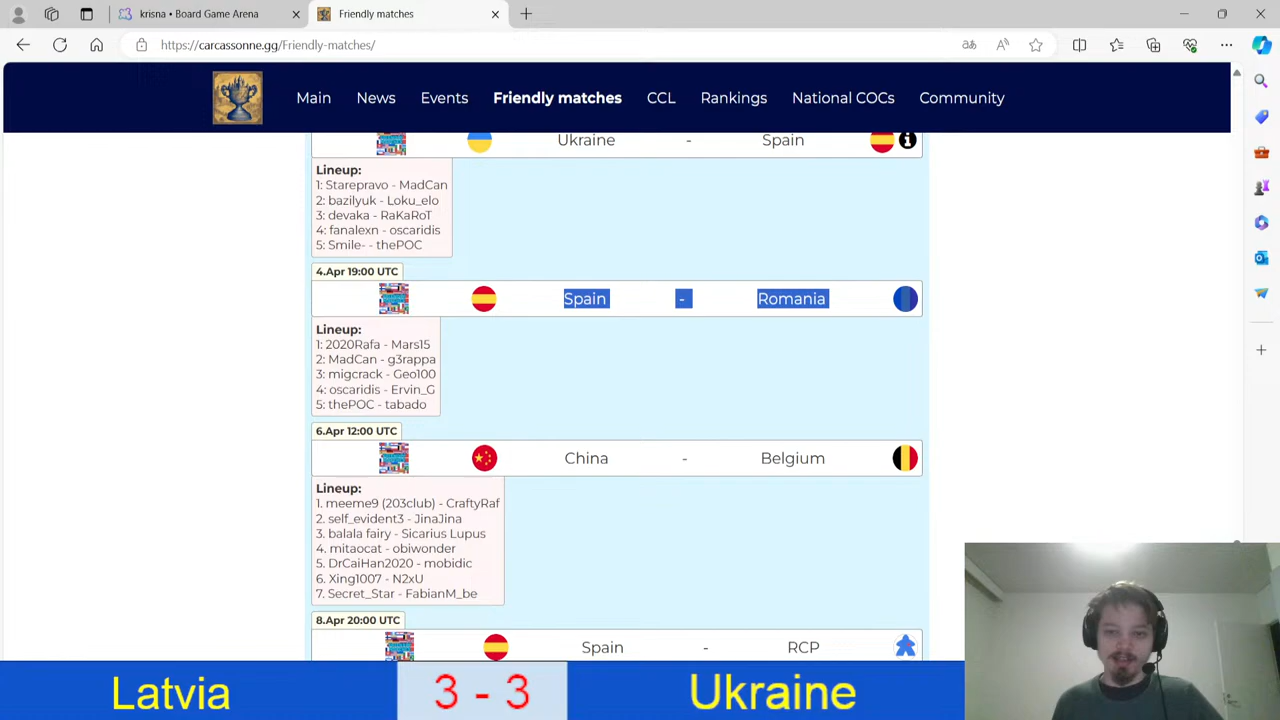 krisna • Board Game Arena
Friendly matches
https://carcassonne.gg/Friendly-matches/
Main News Events Friendly matches CCL Rankings National COCs Community
Ukraine - Spain
Lineup:
1: Starepravo - MadCan
2: bazilyuk - Loku_elo
3: devaka - RaKaRoT
4: fanalexn - oscaridis
5: Smile- - thePOC
4.Apr 19:00 UTC
Spain - Romania
Lineup:
1: 2020Rafa - Mars15
2: MadCan - g3rappa
3: migcrack - Geo100
4: oscaridis - Ervin_G
5: thePOC - tabado
6.Apr 12:00 UTC
China - Belgium
Lineup:
1. meeme9 (203club) - CraftyRaf
2. self_evident3 - JinaJina
3. balala fairy - Sicarius Lupus
4. mitaocat - obiwonder
5. DrCaiHan2020 - mobidic
6. Xing1007 - N2xU
7. Secret_Star - FabianM_be
8.Apr 20:00 UTC
Spain - RCP
Latvia 3 - 3 Ukraine